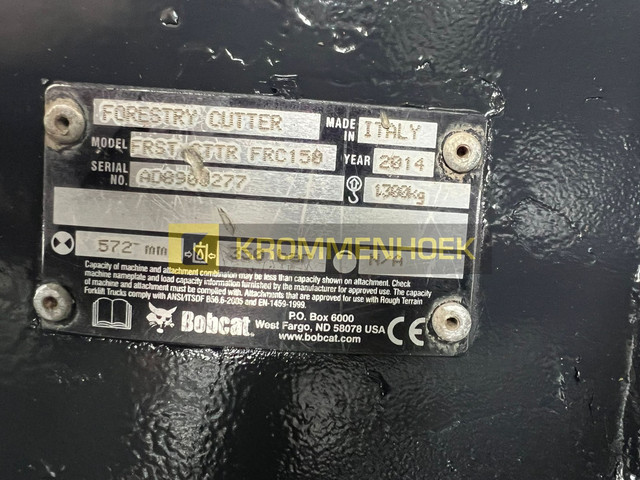 FORESTRY CUTTER
MADE IN ITALY
MODEL FRST CTTR FRC150
YEAR 2014
SERIAL NO. AD8900277
1300kg
572 mm
KROMMENHOEK
Capacity of machine and attachment combination may be less than capacity shown on attachment. Check
machine nameplate and load capacity information furnished by the manufacturer for approved use. The capacity
marked must be complied with. Attachments that are approved for use with Rough Terrain
Forklift Trucks comply with ANSI/ITSDF B56.6-2005 and EN-1459-1999.
Bobcat
P.O. Box 6000
West Fargo, ND 58078 USA
www.bobcat.com
CE